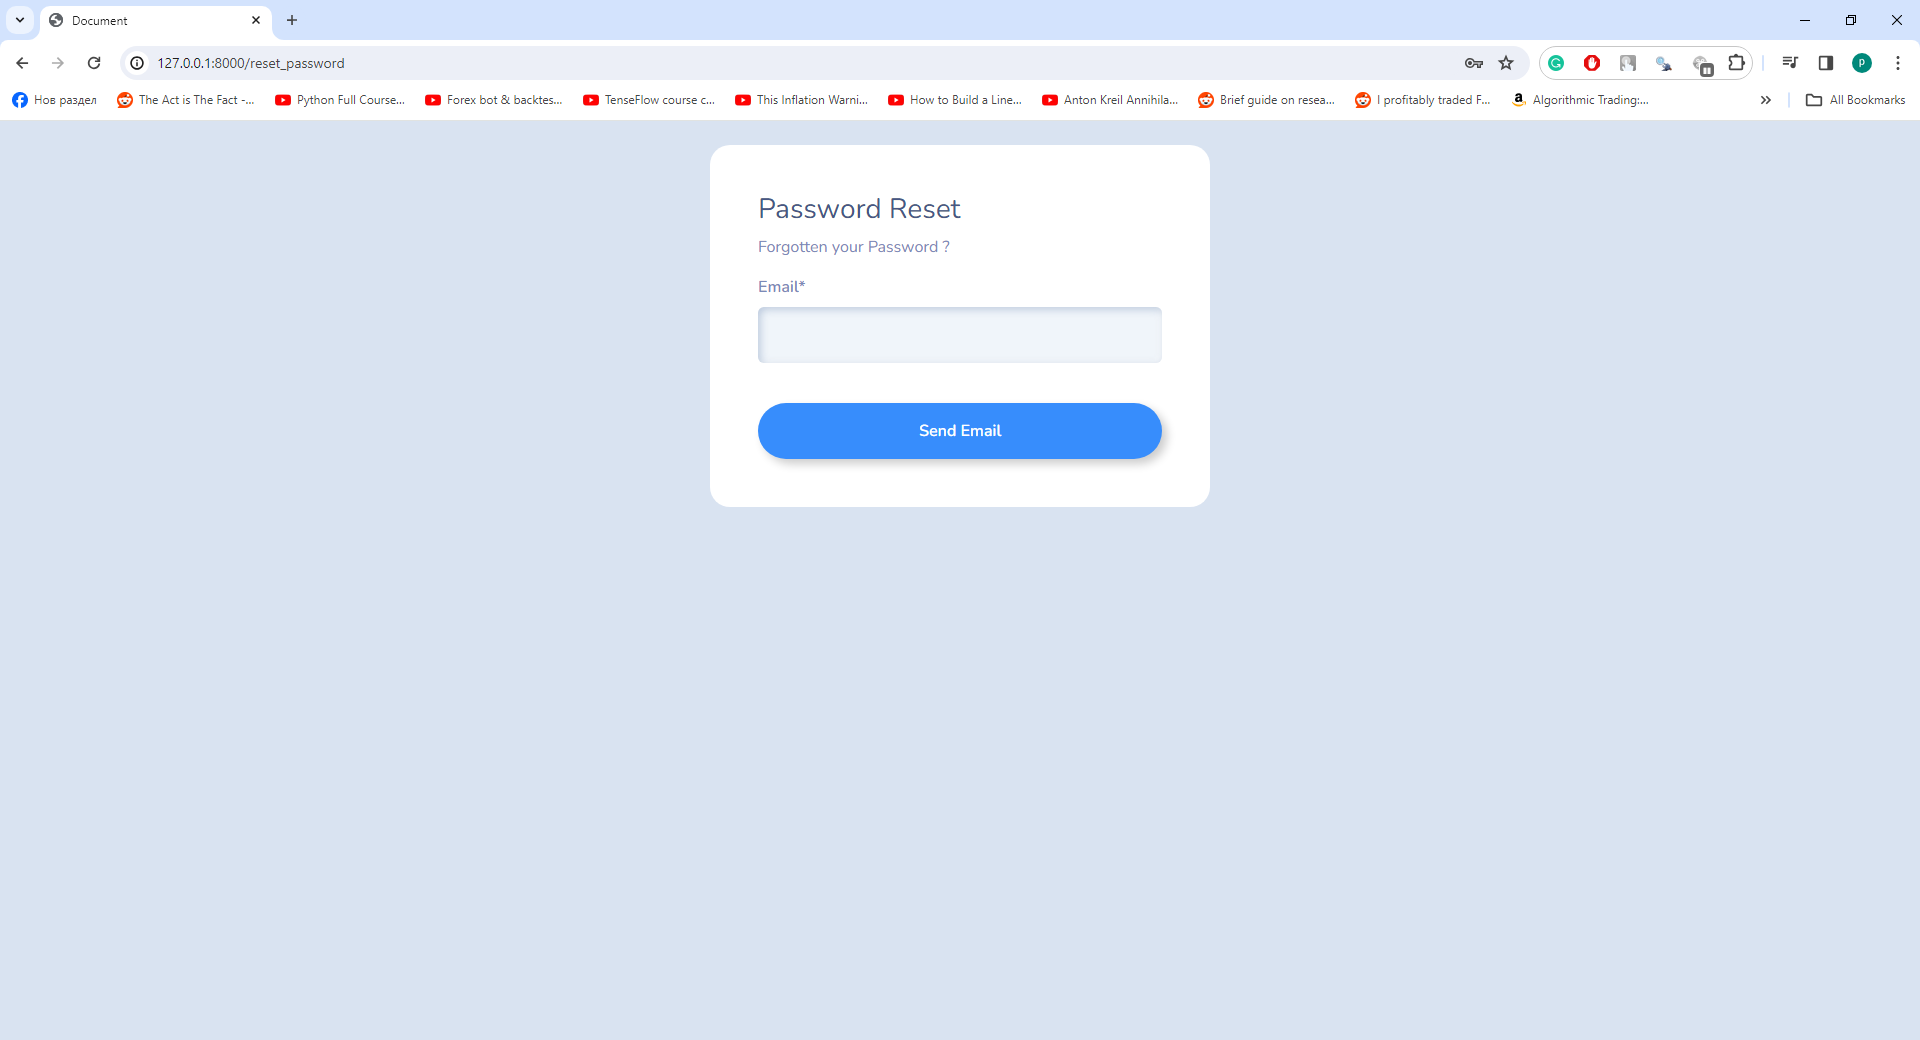 Document
127.0.0.1:8000/reset_password
P
Нов раздел
The Act is The Fact -...
Python Full Course...
Forex bot & backtes...
TenseFlow course c...
This Inflation Warni...
How to Build a Line...
Anton Kreil Annihila...
Brief guide on resea...
I profitably traded F...
Algorithmic Trading:...
All Bookmarks
Password Reset
Forgotten your Password ?
Email*
Send Email